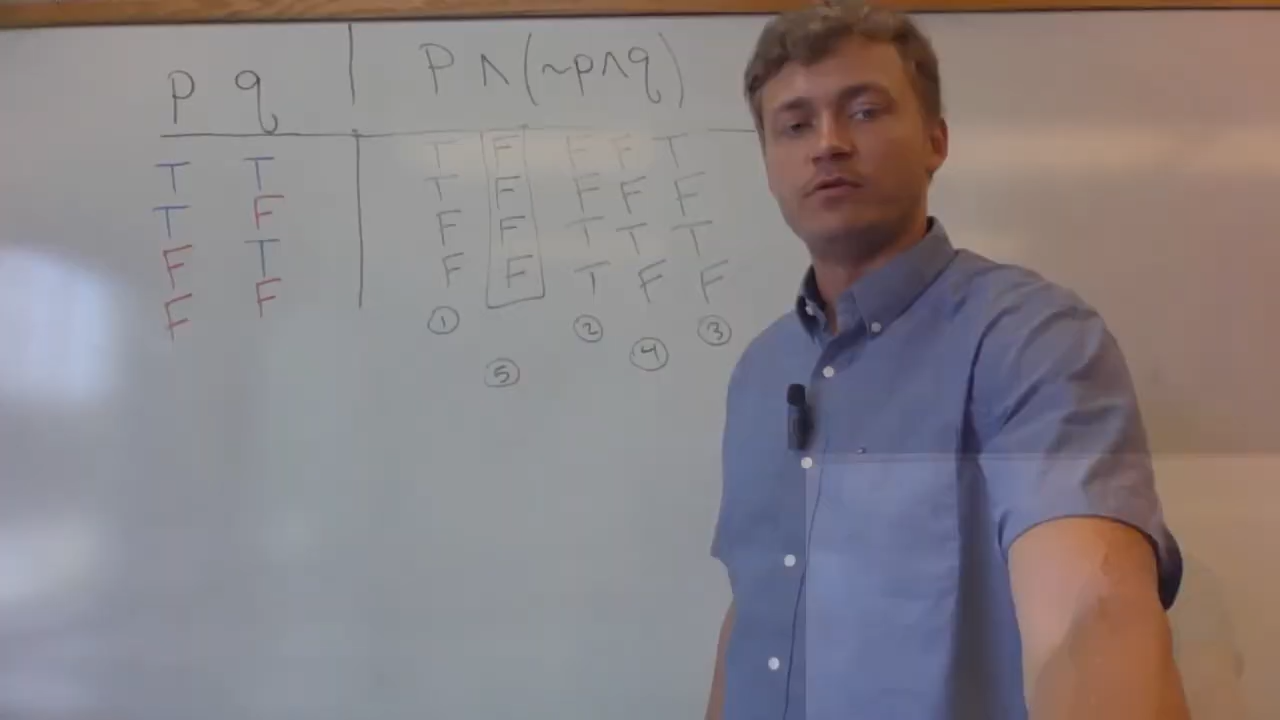 p q p ∧ (~p∧q)
T T T F F F T
T F T F F F F
F T F F T T T
F F F F T F F
① ② ③
④
⑤